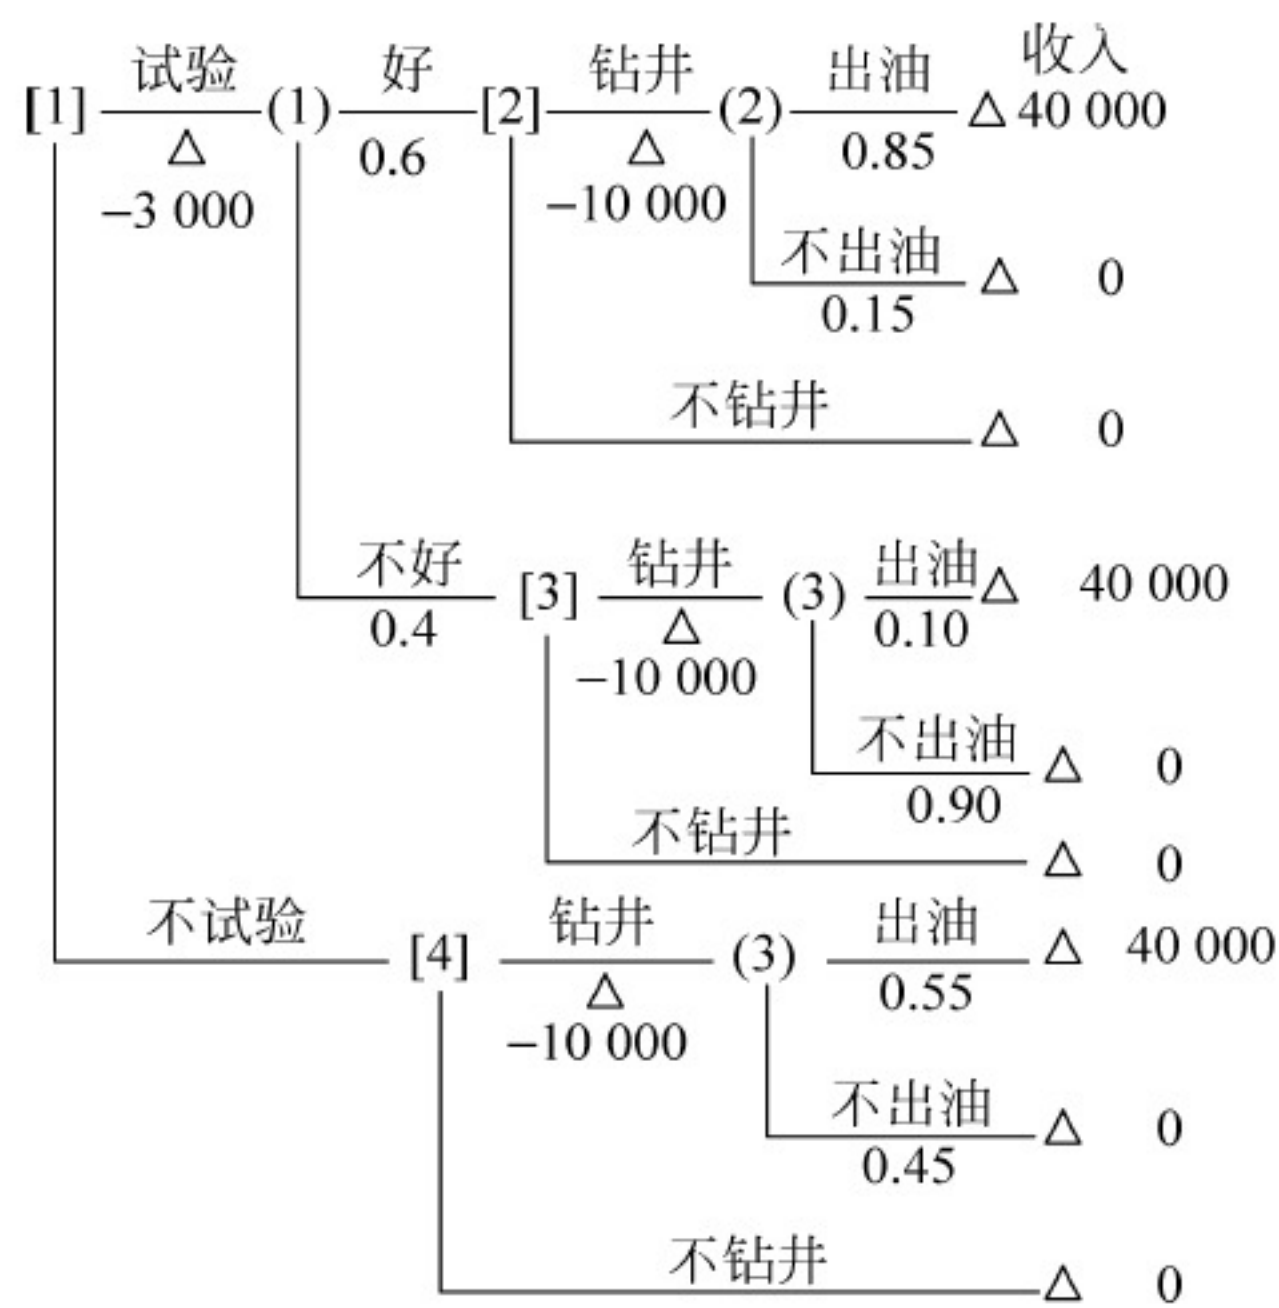 试验 好 钻井 出油 收入
[1] (1) [2] (2) △ 40 000
△ 0.6 △ 0.85
−3 000 −10 000
不出油 △ 0
0.15
不钻井 △ 0
不好 [3] 钻井 (3) 出油 △ 40 000
0.4 △ 0.10
−10 000
不出油 △ 0
0.90
不钻井 △ 0
不试验 [4] 钻井 (3) 出油 △ 40 000
△ 0.55
−10 000
不出油 △ 0
0.45
不钻井 △ 0